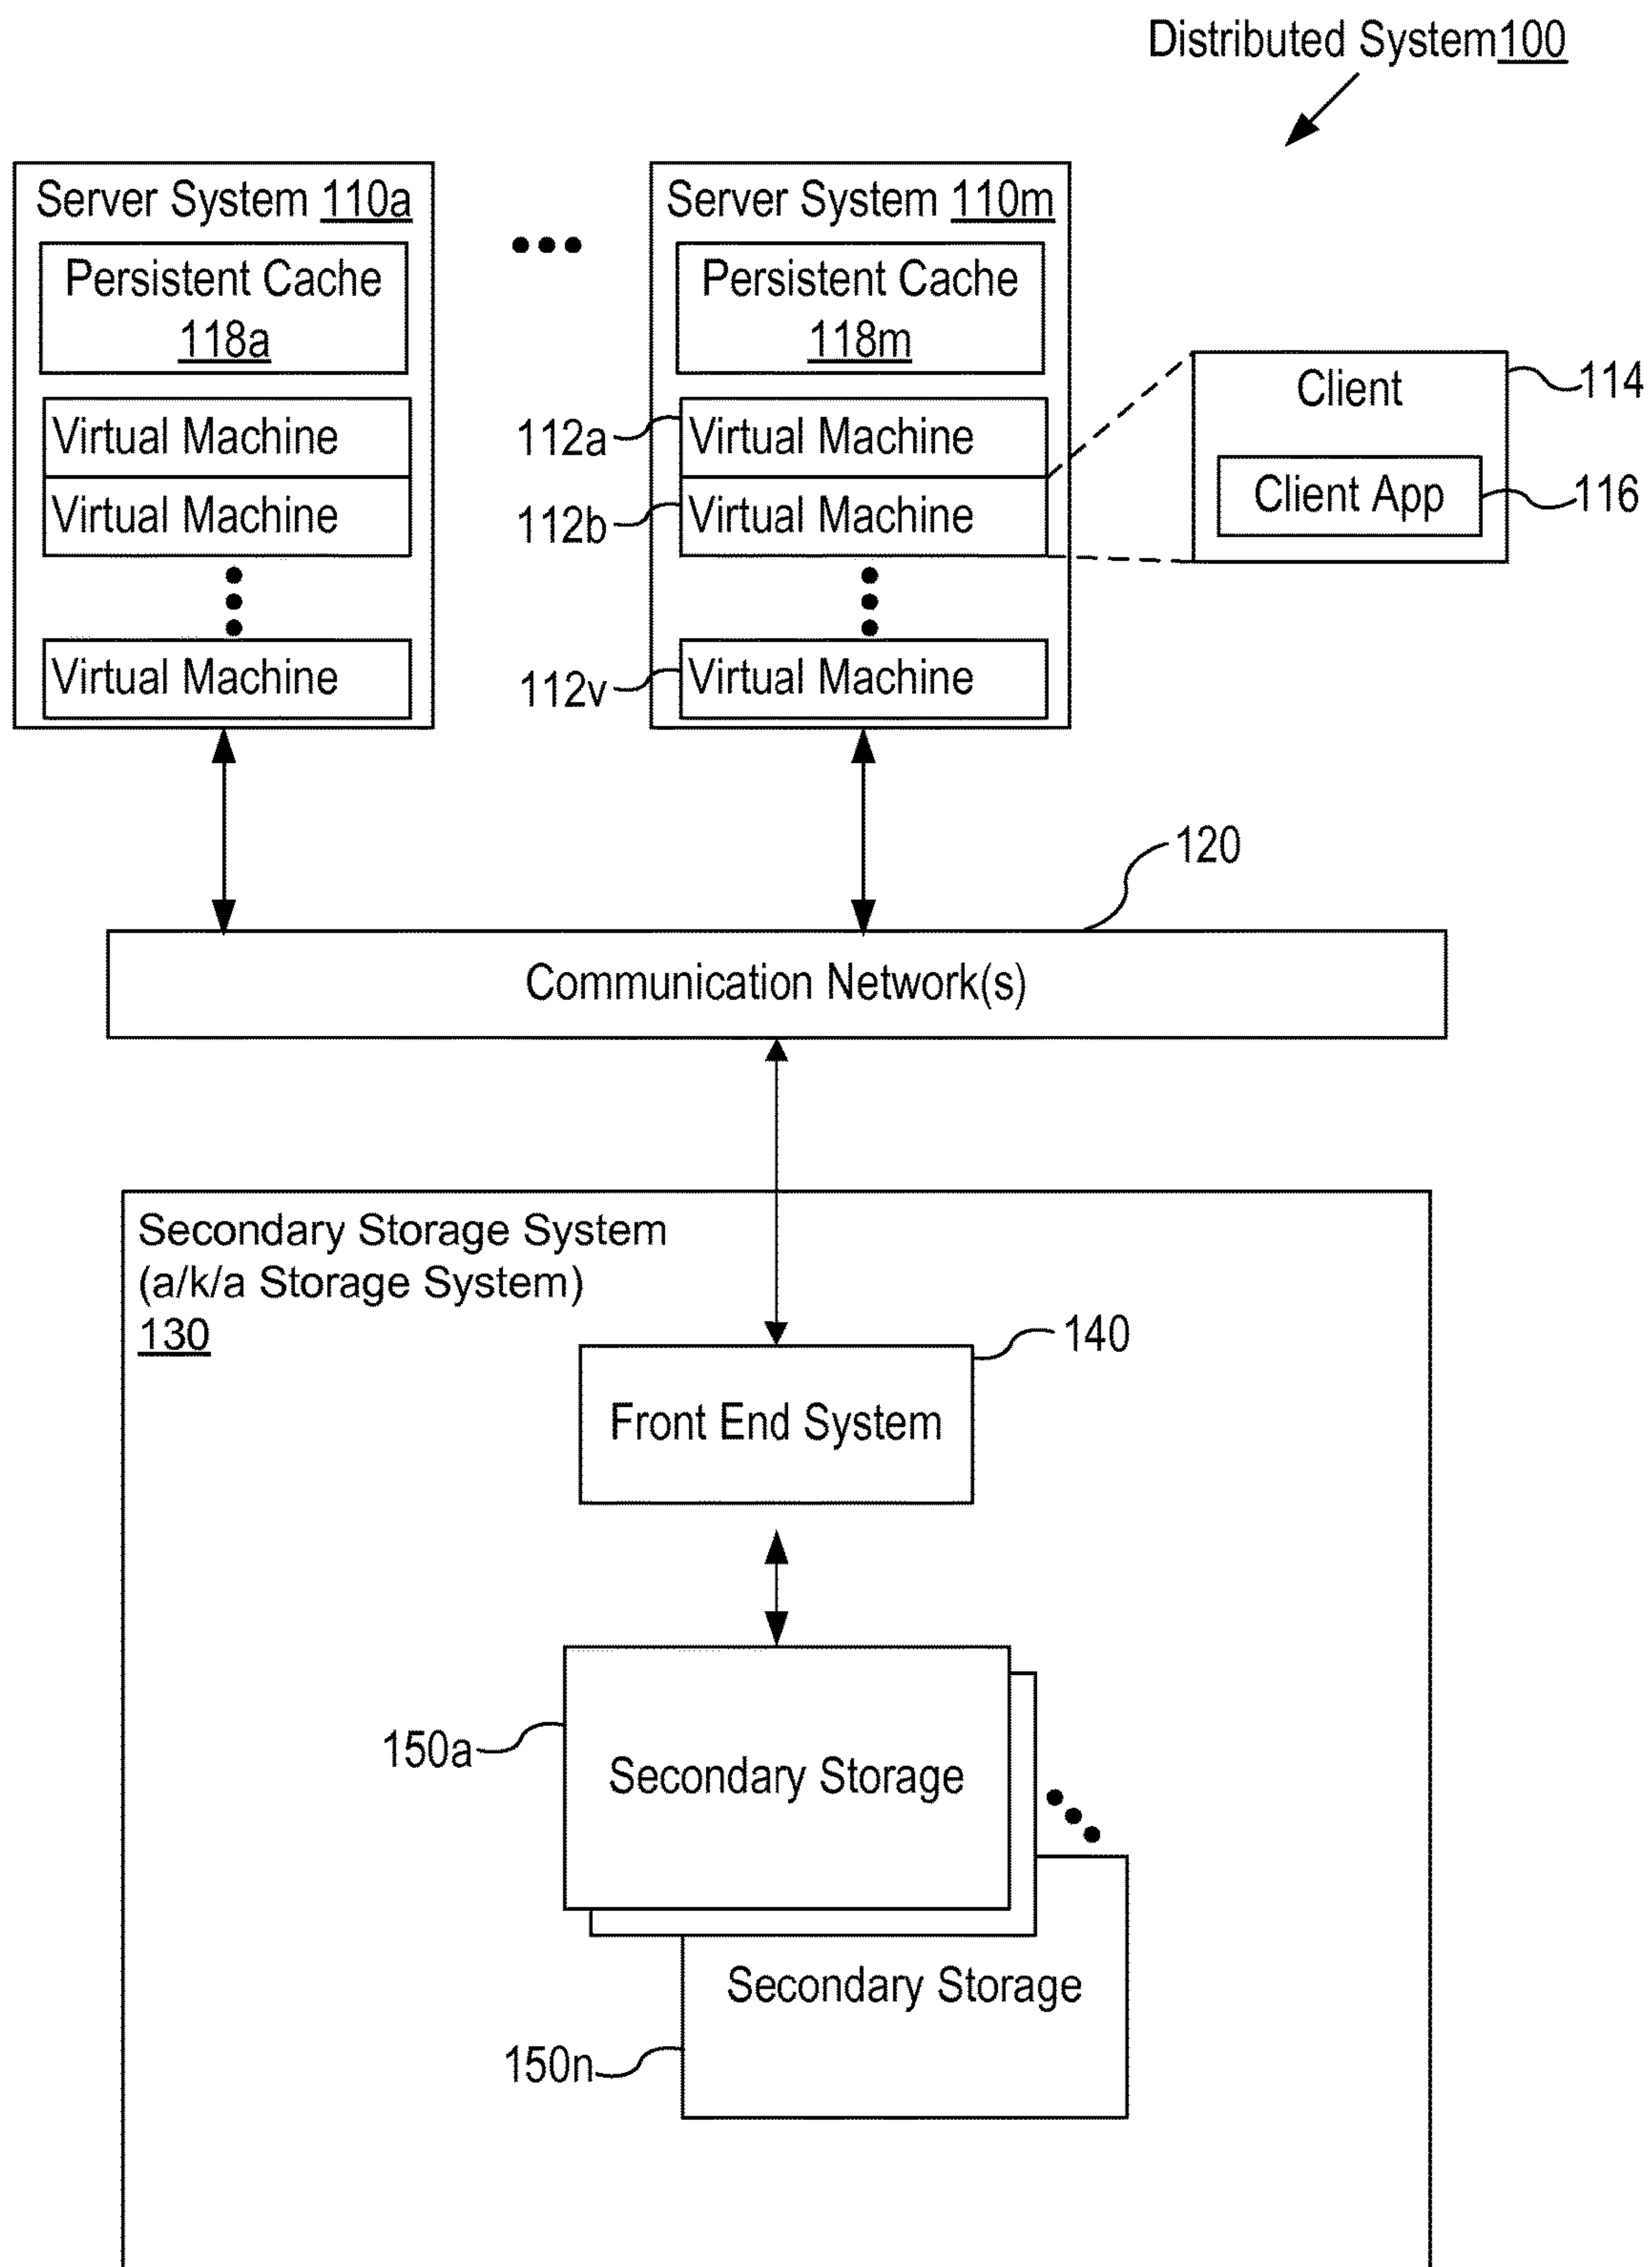 Distributed System100
Server System 110a
Persistent Cache
118a
Virtual Machine
Virtual Machine
Virtual Machine
Server System 110m
Persistent Cache
118m
112a
Virtual Machine
112b
Virtual Machine
112v
Virtual Machine
Client
114
Client App
116
120
Communication Network(s)
Secondary Storage System
(a/k/a Storage System)
130
140
Front End System
150a
Secondary Storage
Secondary Storage
150n